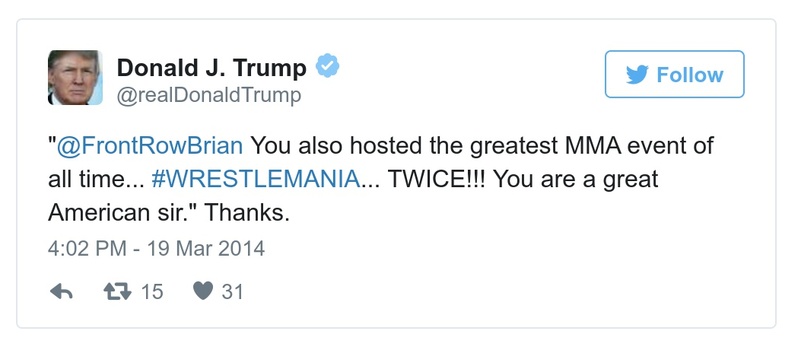 Donald J. Trump
@realDonaldTrump
Follow
"@FrontRowBrian You also hosted the greatest MMA event of
all time... #WRESTLEMANIA... TWICE!!! You are a great
American sir." Thanks.
4:02 PM - 19 Mar 2014
15 31